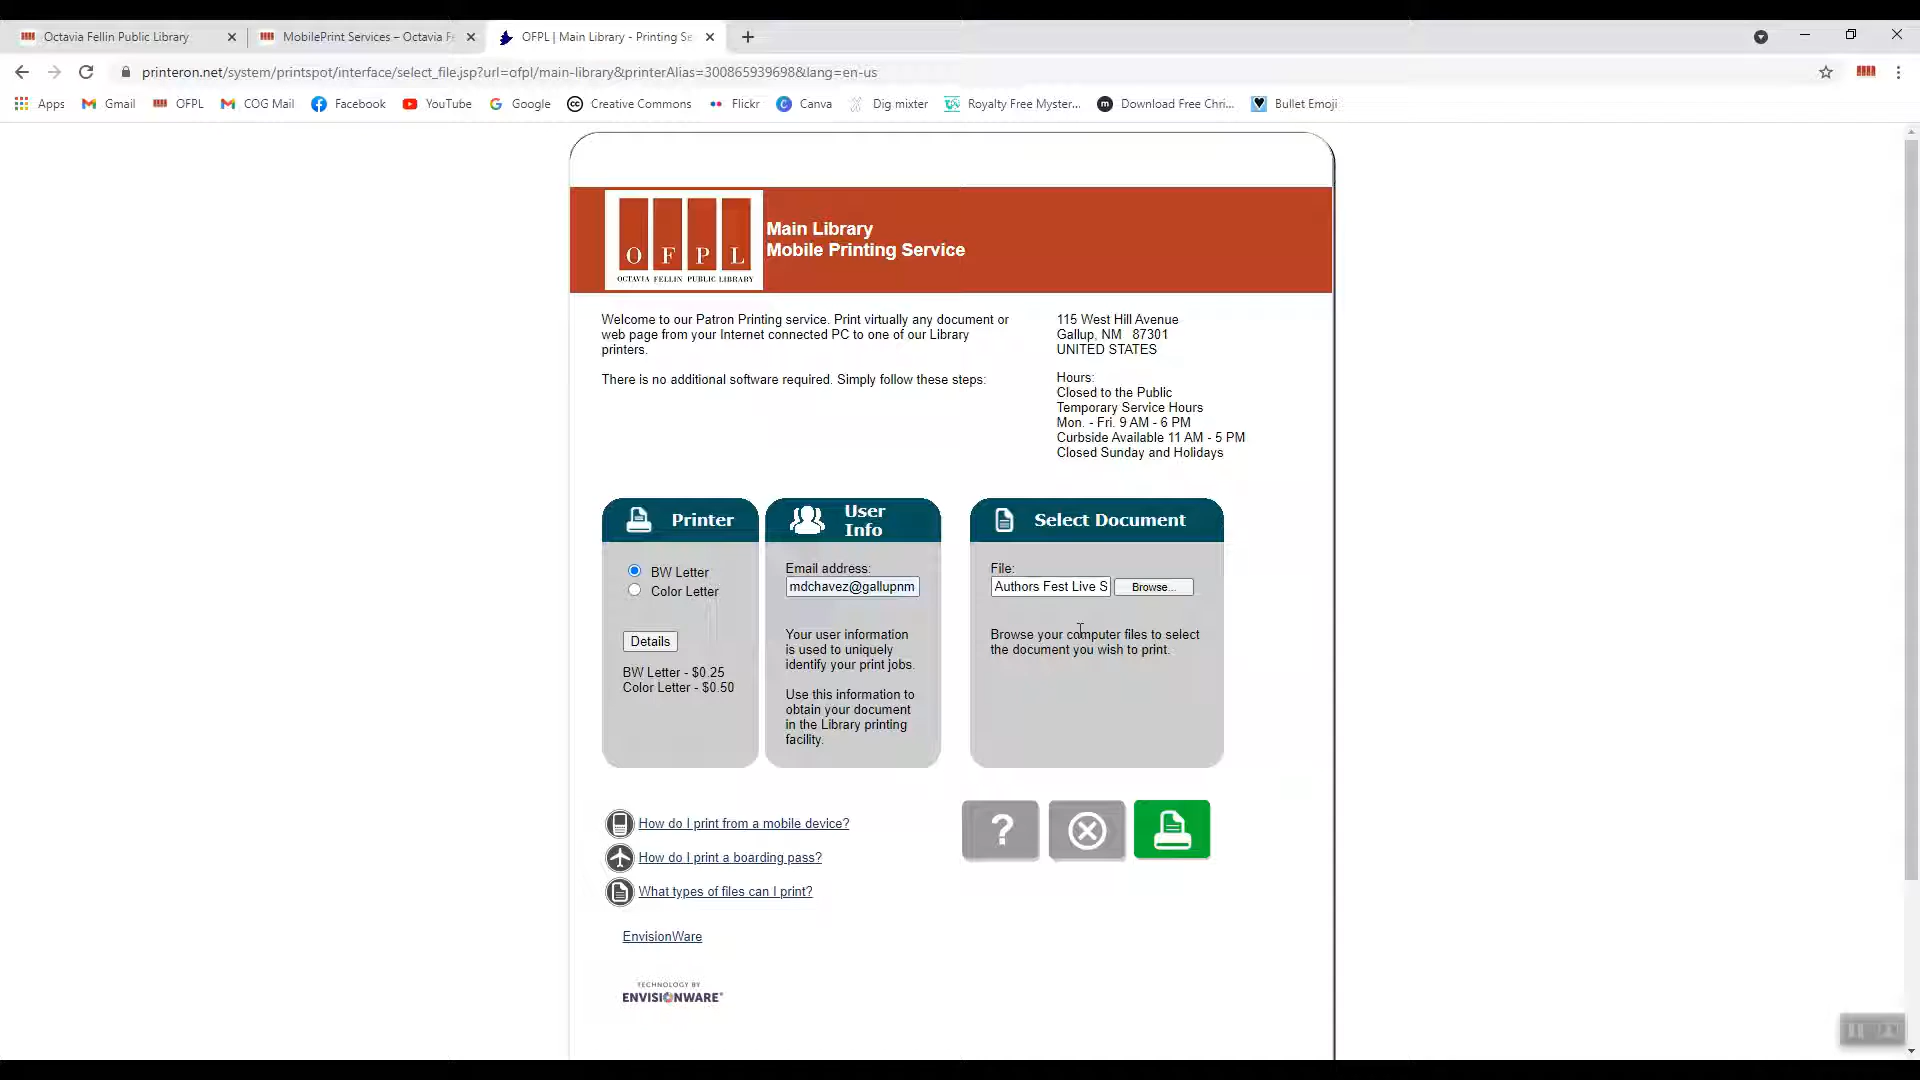 Octavia Fellin Public Library
MobilePrint Services – Octavia Fe
OFPL | Main Library - Printing Se
printeron.net/system/printspot/interface/select_file.jsp?url=ofpl/main-library&printerAlias=300865939698&lang=en-us
Apps
Gmail
OFPL
COG Mail
Facebook
YouTube
Google
Creative Commons
Flickr
Canva
Dig mixter
Royalty Free Myster...
Download Free Chri...
Bullet Emoji
O F P L
OCTAVIA FELLIN PUBLIC LIBRARY
Main Library
Mobile Printing Service
Welcome to our Patron Printing service. Print virtually any document or
web page from your Internet connected PC to one of our Library
printers.
There is no additional software required. Simply follow these steps:
115 West Hill Avenue
Gallup, NM 87301
UNITED STATES
Hours:
Closed to the Public
Temporary Service Hours
Mon. - Fri. 9 AM - 6 PM
Curbside Available 11 AM - 5 PM
Closed Sunday and Holidays
Printer
BW Letter
Color Letter
Details
BW Letter - $0.25
Color Letter - $0.50
User
Info
Email address:
mdchavez@gallupnm
Your user information
is used to uniquely
identify your print jobs.
Use this information to
obtain your document
in the Library printing
facility.
Select Document
File:
Authors Fest Live S
Browse...
Browse your computer files to select
the document you wish to print.
How do I print from a mobile device?
How do I print a boarding pass?
What types of files can I print?
?
EnvisionWare
TECHNOLOGY BY
ENVISIONWARE®